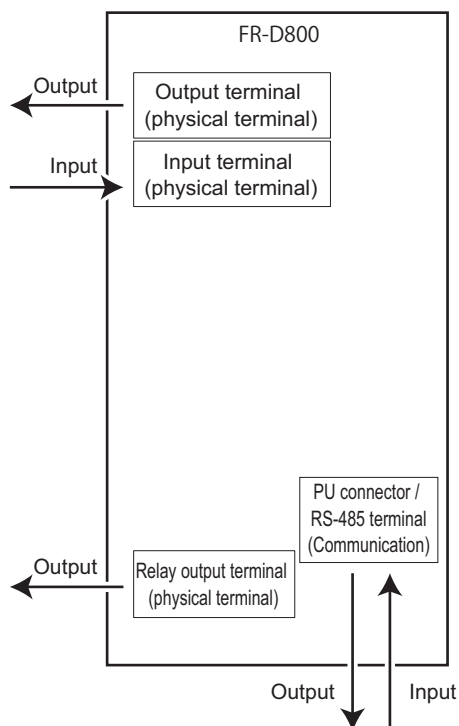 FR-D800
Output
Output terminal
(physical terminal)
Input
Input terminal
(physical terminal)
PU connector /
RS-485 terminal
(Communication)
Output
Relay output terminal
(physical terminal)
Output
Input